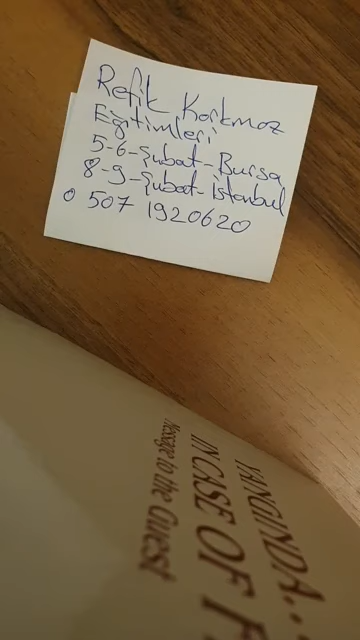 Refik Korkmaz
Eğitimleri
5-6-Şubat-Bursa
8-9-Şubat-İstanbul
0 507 1920620
YANGINDA...
IN CASE OF F
Message to the Guest